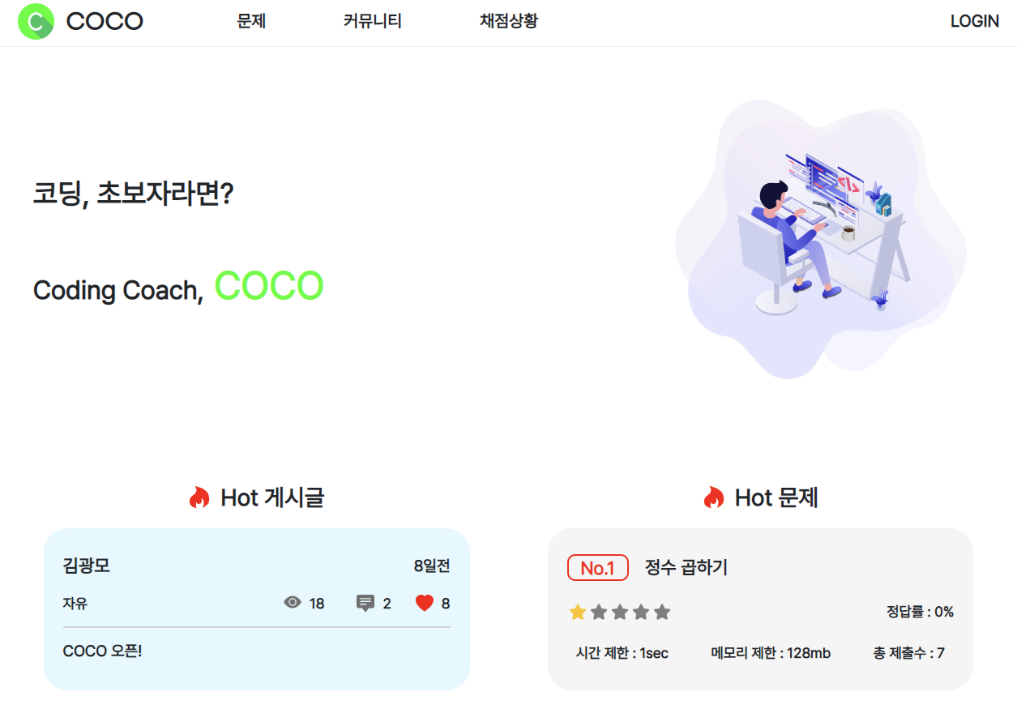 C COCO 문제 커뮤니티 채점상황 LOGIN
코딩, 초보자라면?
Coding Coach, COCO
</>
Hot 게시글
김광모 8일전
자유 18 2 8
COCO 오픈!
Hot 문제
No.1 정수 곱하기
정답률 : 0%
시간 제한 : 1sec 메모리 제한 : 128mb 총 제출수 : 7